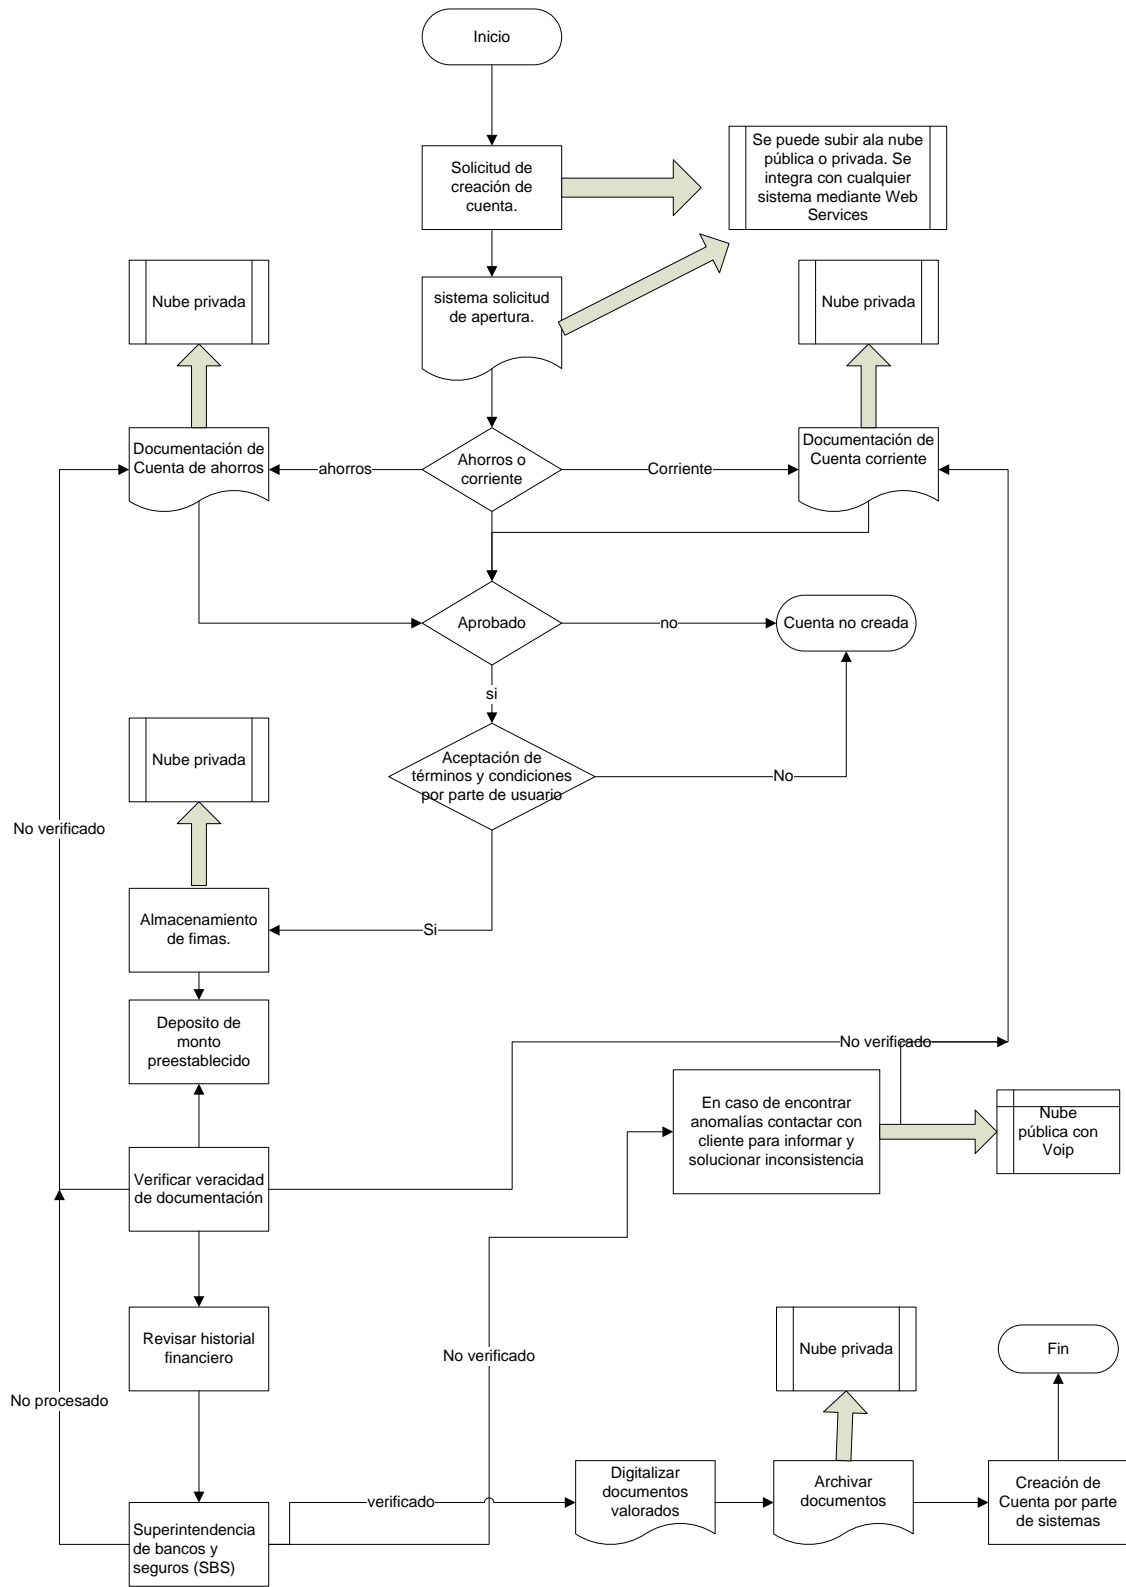 Inicio
Solicitud de
creación de
cuenta.
Se puede subir ala nube
pública o privada. Se
integra con cualquier
sistema mediante Web
Services
sistema solicitud
de apertura.
Nube privada
Nube privada
Documentación de
Cuenta de ahorros
ahorros
Ahorros o
corriente
Corriente
Documentación de
Cuenta corriente
Aprobado
no
Cuenta no creada
si
Nube privada
Aceptación de
términos y condiciones
por parte de usuario
No
No verificado
Almacenamiento
de fimas.
Si
Deposito de
monto
preestablecido
No verificado
En caso de encontrar
anomalías contactar con
cliente para informar y
solucionar inconsistencia
Nube
pública con
Voip
Verificar veracidad
de documentación
Revisar historial
financiero
No verificado
Nube privada
Fin
No procesado
Superintendencia
de bancos y
seguros (SBS)
verificado
Digitalizar
documentos
valorados
Archivar
documentos
Creación de
Cuenta por parte
de sistemas